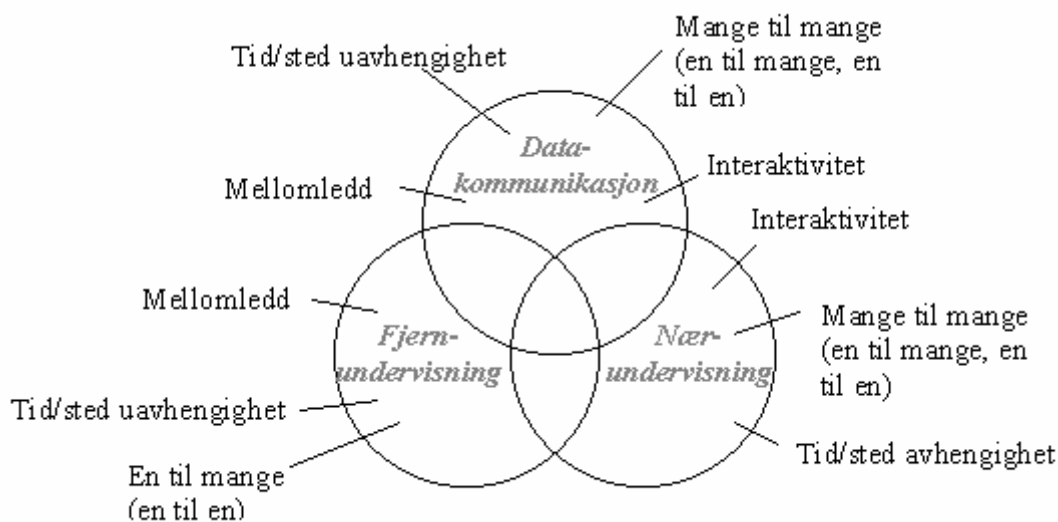 Mange til mange
(en til mange, en
til en)
Tid/sted uavhengighet
Data-
kommunikasjon
Interaktivitet
Mellomledd
Interaktivitet
Mellomledd
Mange til mange
(en til mange, en
til en)
Fjern-
undervisning
Nær-
undervisning
Tid/sted uavhengighet
Tid/sted avhengighet
En til mange
(en til en)